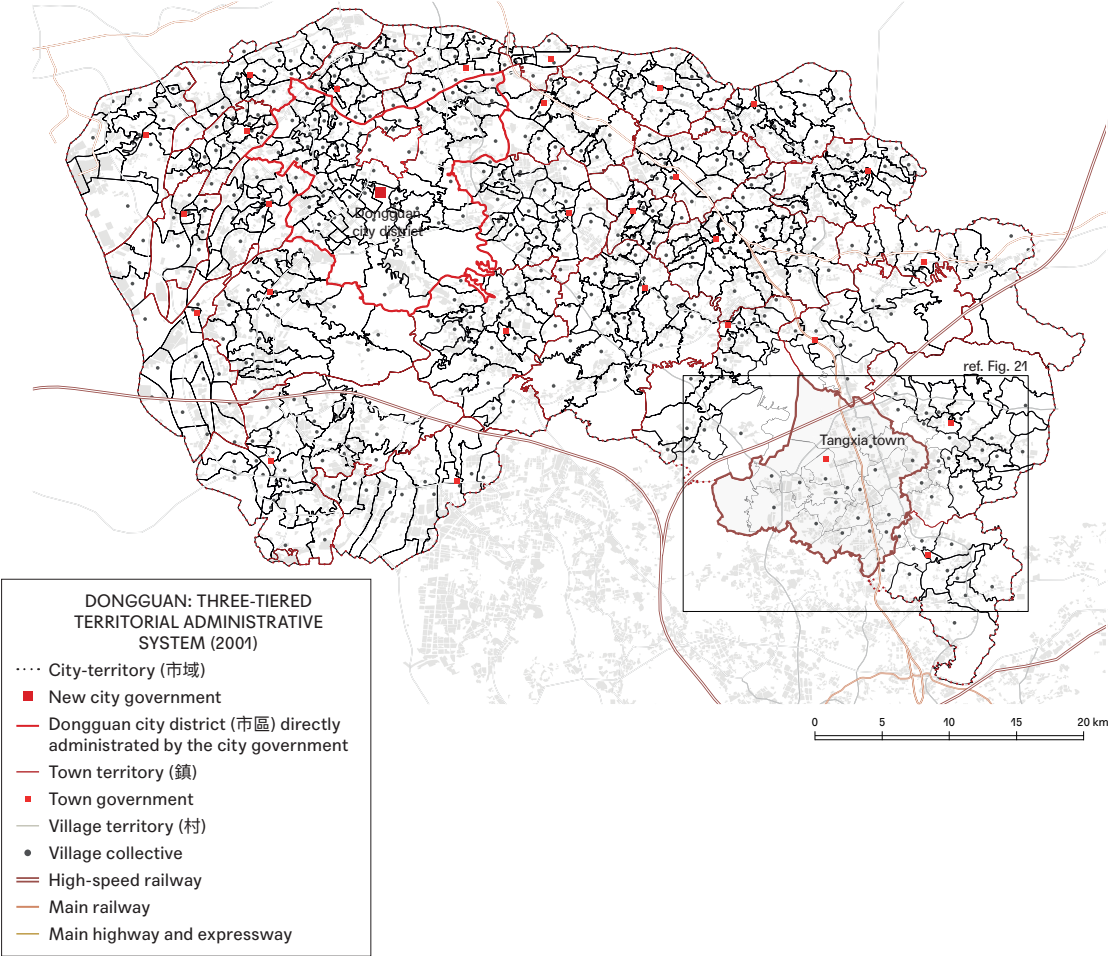 ref. Fig. 21
Tangxia town
Dongguan
city district
DONGGUAN: THREE-TIERED
TERRITORIAL ADMINISTRATIVE
SYSTEM (2001)
City-territory (市域)
New city government
Dongguan city district (市區) directly
administrated by the city government
Town territory (鎮)
Town government
Village territory (村)
Village collective
High-speed railway
Main railway
Main highway and expressway
0 5 10 15 20 km